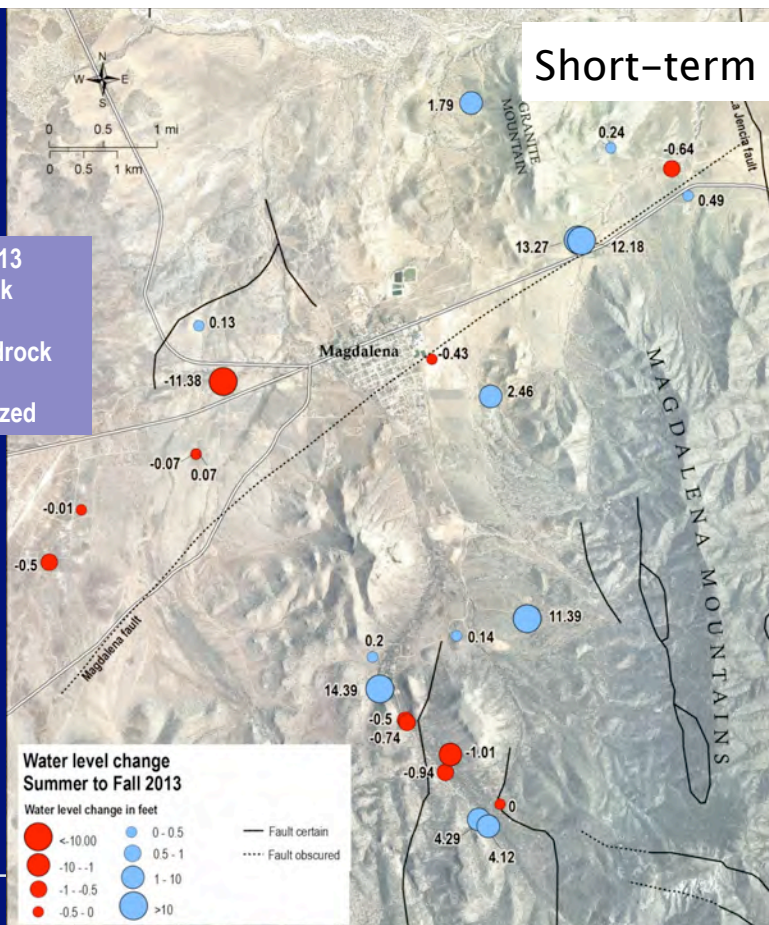 Short-term
N
W E
S
0 0.5 1 mi
0 0.5 1 km
GRANITE
MOUNTAIN
La Jencia fault
1.79
0.24
-0.64
0.49
13.27
12.18
13
k
drock
zed
0.13
Magdalena
-0.43
-11.38
2.46
MAGDALENA MOUNTAINS
-0.07
0.07
-0.01
-0.5
11.39
0.14
0.2
Magdalena fault
14.39
-0.5
-0.74
-1.01
-0.94
0
4.29
4.12
Water level change
Summer to Fall 2013
Water level change in feet
<-10.00
-10 - -1
-1 - -0.5
-0.5 - 0
0 - 0.5
0.5 - 1
1 - 10
>10
Fault certain
Fault obscured